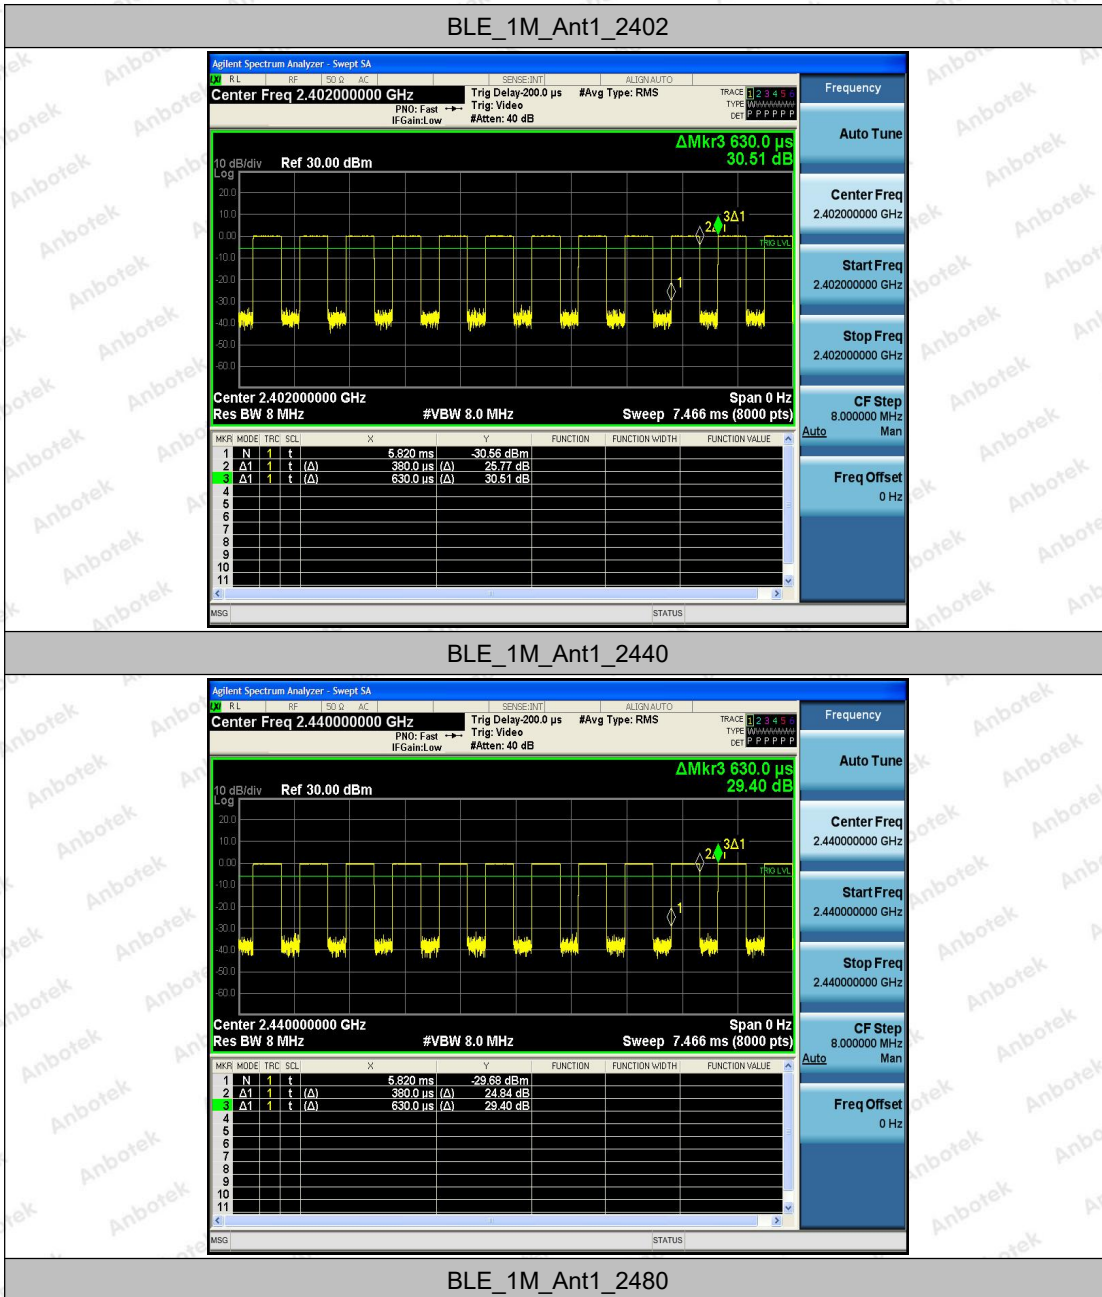 BLE_1M_Ant1_2402
Agilent Spectrum Analyzer - Swept SA
LXI RL RF 50 Ω AC SENSE:INT ALIGNAUTO
Center Freq 2.402000000 GHz
PNO: Fast
IFGain:Low
Trig Delay-200.0 µs
Trig: Video
#Atten: 40 dB
#Avg Type: RMS
TRACE 1 2 3 4 5 6
TYPE WWWWWW
DET P P P P P P
ΔMkr3 630.0 µs
30.51 dB
10 dB/div Ref 30.00 dBm
Log
20.0
10.0
0.00
-10.0
-20.0
-30.0
-40.0
-50.0
-60.0
2Δ1
3Δ1
TRIG LVL
1
Center 2.402000000 GHz Span 0 Hz
Res BW 8 MHz #VBW 8.0 MHz Sweep 7.466 ms (8000 pts)
MKR MODE TRC SCL X Y FUNCTION FUNCTION WIDTH FUNCTION VALUE
1 N 1 t 5.820 ms -30.56 dBm
2 Δ1 1 t (Δ) 380.0 µs (Δ) 25.77 dB
3 Δ1 1 t (Δ) 630.0 µs (Δ) 30.51 dB
4
5
6
7
8
9
10
11
MSG STATUS
Frequency
Auto Tune
Center Freq
2.402000000 GHz
Start Freq
2.402000000 GHz
Stop Freq
2.402000000 GHz
CF Step
8.000000 MHz
Auto Man
Freq Offset
0 Hz
BLE_1M_Ant1_2440
Agilent Spectrum Analyzer - Swept SA
LXI RL RF 50 Ω AC SENSE:INT ALIGNAUTO
Center Freq 2.440000000 GHz
PNO: Fast
IFGain:Low
Trig Delay-200.0 µs
Trig: Video
#Atten: 40 dB
#Avg Type: RMS
TRACE 1 2 3 4 5 6
TYPE WWWWWW
DET P P P P P P
ΔMkr3 630.0 µs
29.40 dB
10 dB/div Ref 30.00 dBm
Log
20.0
10.0
0.00
-10.0
-20.0
-30.0
-40.0
-50.0
-60.0
2Δ1
3Δ1
TRIG LVL
1
Center 2.440000000 GHz Span 0 Hz
Res BW 8 MHz #VBW 8.0 MHz Sweep 7.466 ms (8000 pts)
MKR MODE TRC SCL X Y FUNCTION FUNCTION WIDTH FUNCTION VALUE
1 N 1 t 5.820 ms -29.68 dBm
2 Δ1 1 t (Δ) 380.0 µs (Δ) 24.84 dB
3 Δ1 1 t (Δ) 630.0 µs (Δ) 29.40 dB
4
5
6
7
8
9
10
11
MSG STATUS
Frequency
Auto Tune
Center Freq
2.440000000 GHz
Start Freq
2.440000000 GHz
Stop Freq
2.440000000 GHz
CF Step
8.000000 MHz
Auto Man
Freq Offset
0 Hz
BLE_1M_Ant1_2480
Anbotek